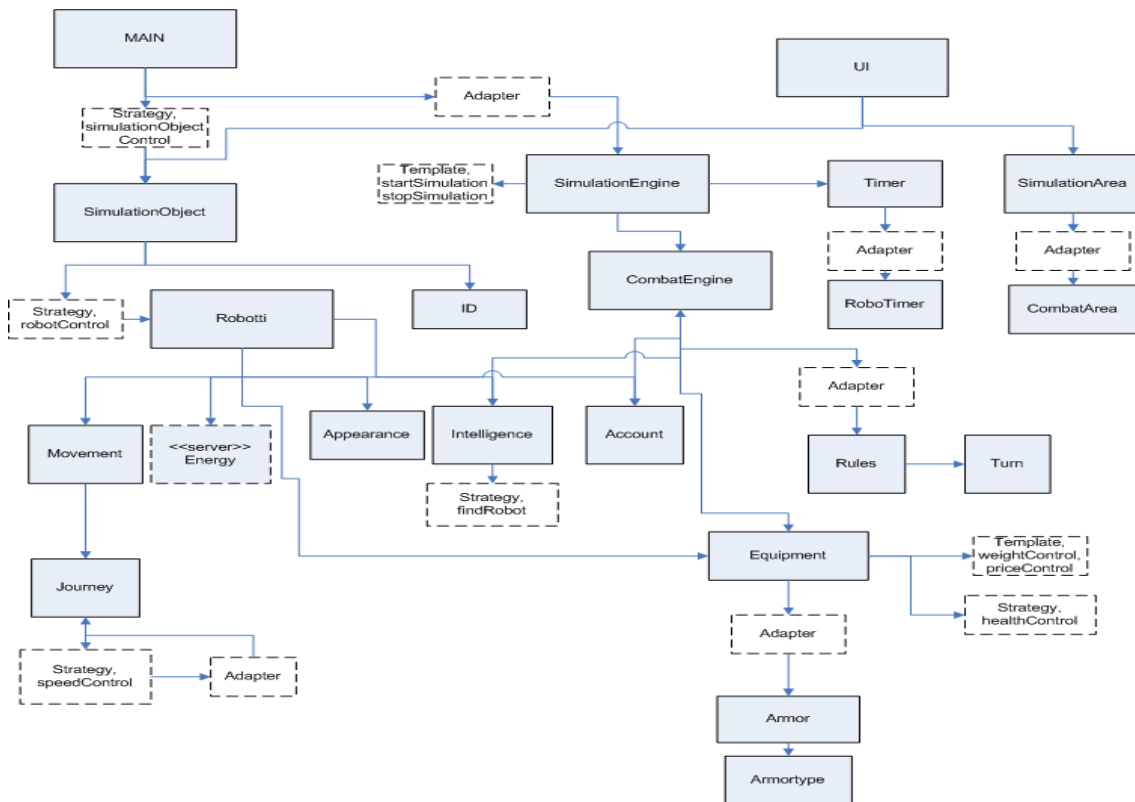 MAIN
UI
Adapter
Strategy,
simulationObject
Control
Template,
startSimulation
stopSimulation
SimulationEngine
Timer
SimulationArea
SimulationObject
Adapter
Adapter
CombatEngine
ID
Robotti
Strategy,
robotControl
RoboTimer
CombatArea
Adapter
Movement
<<server>>
Energy
Appearance
Intelligence
Account
Rules
Turn
Strategy,
findRobot
Equipment
Template,
weightControl,
priceControl
Journey
Strategy,
healthControl
Adapter
Strategy,
speedControl
Adapter
Armor
Armortype